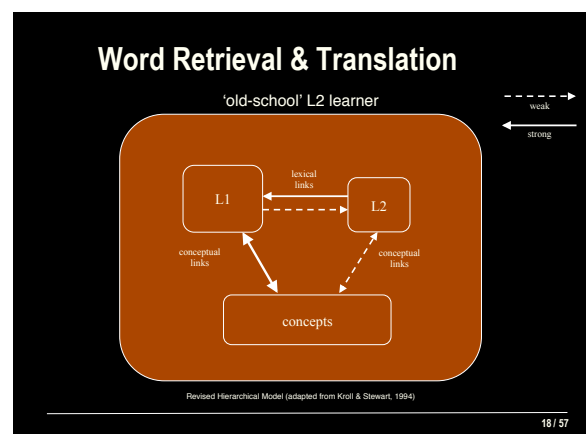 Word Retrieval & Translation
‘old-school’ L2 learner
weak
strong
lexical
links
L1
L2
conceptual
links
conceptual
links
concepts
Revised Hierarchical Model (adapted from Kroll & Stewart, 1994)
18 / 57